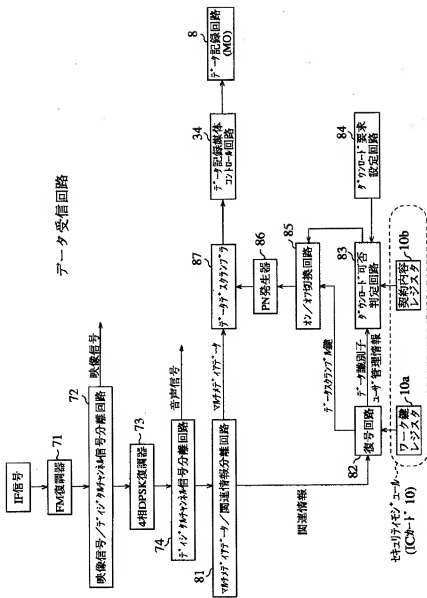 データ受信回路
IF信号
71
FM復調器
72
映像信号/ディジタルチャンネル信号分離回路
映像信号
73
4相DPSK復調器
74
ディジタルチャンネル信号分離回路
音声信号
81
マルチメディアデータ/関連情報分離回路
マルチメディアデータ
87
データデスクランブラ
34
データ記録媒体
コントロール回路
8
データ記録回路
(MO)
86
PN発生器
85
オン/オフ切換回路
データスクランブル鍵
関連情報
82
復号回路
データ識別子
ユーザ管理情報
83
ダウンロード可否
判定回路
84
ダウンロード要求
設定回路
10a
ワーク鍵
レジスタ
10b
契約内容
レジスタ
セキュリティモジュール
(ICカード 10)